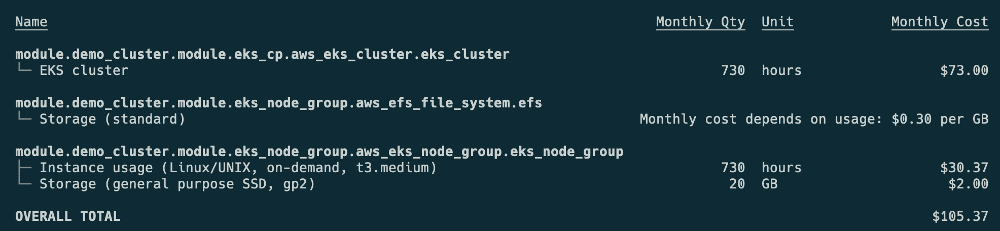 Name Monthly Qty Unit Monthly Cost
module.demo_cluster.module.eks_cp.aws_eks_cluster.eks_cluster
└─ EKS cluster 730 hours $73.00
module.demo_cluster.module.eks_node_group.aws_efs_file_system.efs
└─ Storage (standard) Monthly cost depends on usage: $0.30 per GB
module.demo_cluster.module.eks_node_group.aws_eks_node_group.eks_node_group
├─ Instance usage (Linux/UNIX, on-demand, t3.medium) 730 hours $30.37
└─ Storage (general purpose SSD, gp2) 20 GB $2.00
OVERALL TOTAL $105.37